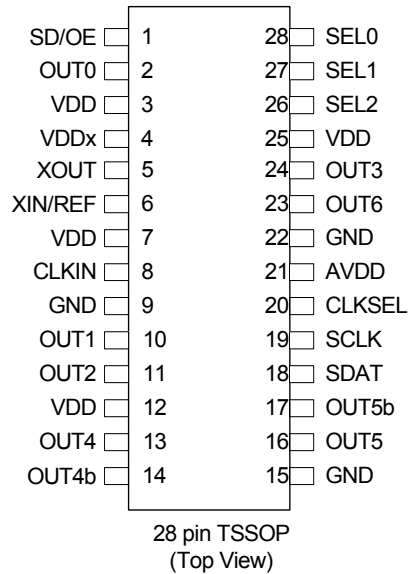 SD/OE 1 28 SEL0
OUT0 2 27 SEL1
VDD 3 26 SEL2
VDDx 4 25 VDD
XOUT 5 24 OUT3
XIN/REF 6 23 OUT6
VDD 7 22 GND
CLKIN 8 21 AVDD
GND 9 20 CLKSEL
OUT1 10 19 SCLK
OUT2 11 18 SDAT
VDD 12 17 OUT5b
OUT4 13 16 OUT5
OUT4b 14 15 GND
28 pin TSSOP
(Top View)